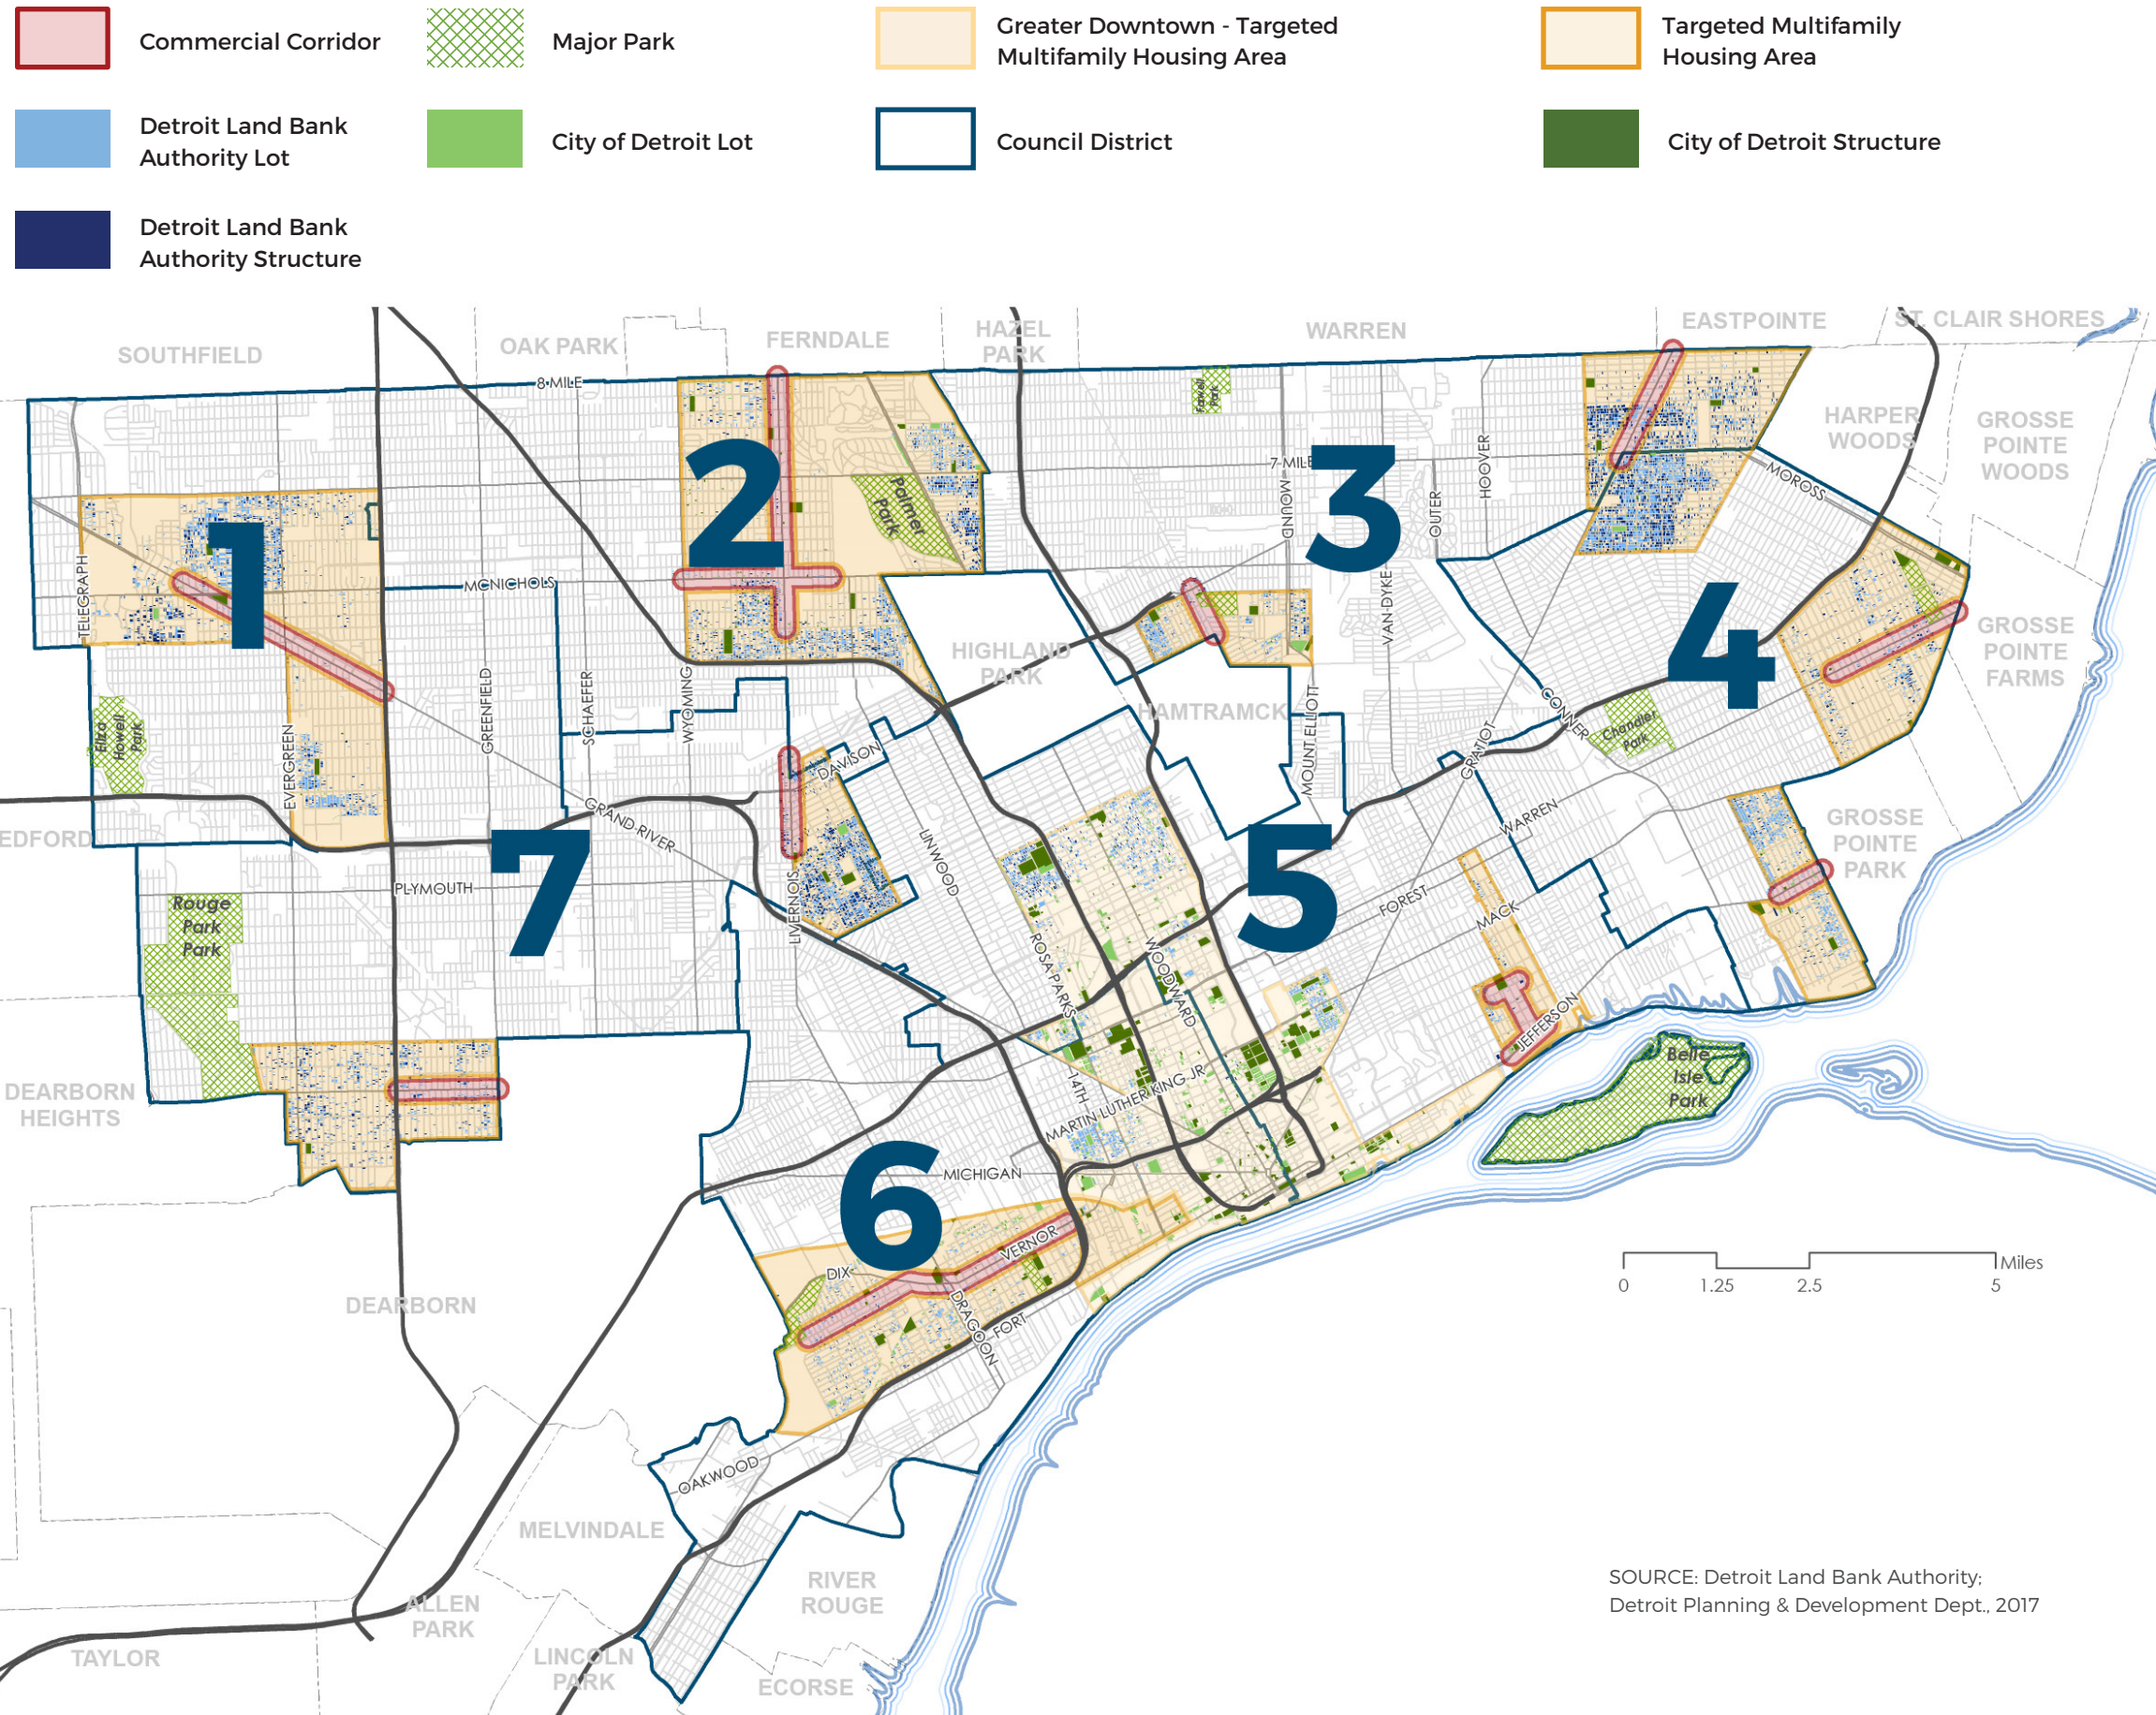 Commercial Corridor
Major Park
Greater Downtown - Targeted
Multifamily Housing Area
Targeted Multifamily
Housing Area
Detroit Land Bank
Authority Lot
City of Detroit Lot
Council District
City of Detroit Structure
Detroit Land Bank
Authority Structure
SOUTHFIELD
OAK PARK
FERNDALE
HAZEL
PARK
WARREN
EASTPOINTE
ST. CLAIR SHORES
8 MILE
Farwell
Park
HARPER
WOODS
GROSSE
POINTE
WOODS
7-MILE
MOUND
OUTER
HOOVER
MOROSS
Palmer
Park
1
2
3
4
TELEGRAPH
MCNICHOLS
VAN DYKE
HIGHLAND
PARK
GROSSE
POINTE
FARMS
HAMTRAMCK
Eliza
Howell
Park
EVERGREEN
GREENFIELD
SCHAEFER
WYOMING
DAVISON
MOUNT ELLIOTT
GRATIOT
CONNER
Chandler
Park
EDFORD
GRAND RIVER
LINWOOD
WARREN
GROSSE
POINTE
PARK
7
5
PLYMOUTH
LIVERNOIS
FOREST
MACK
Rouge
Park
Park
ROSA PARKS
WOODWARD
JEFFERSON
Belle
Isle
Park
DEARBORN
HEIGHTS
14TH
MARTIN LUTHER KING JR
6
MICHIGAN
VERNOR
DIX
DRAGOON
FORT
DEARBORN
Miles
0
1.25
2.5
5
OAKWOOD
MELVINDALE
RIVER
ROUGE
ALLEN
PARK
TAYLOR
LINCOLN
PARK
ECORSE
SOURCE: Detroit Land Bank Authority;
Detroit Planning & Development Dept., 2017